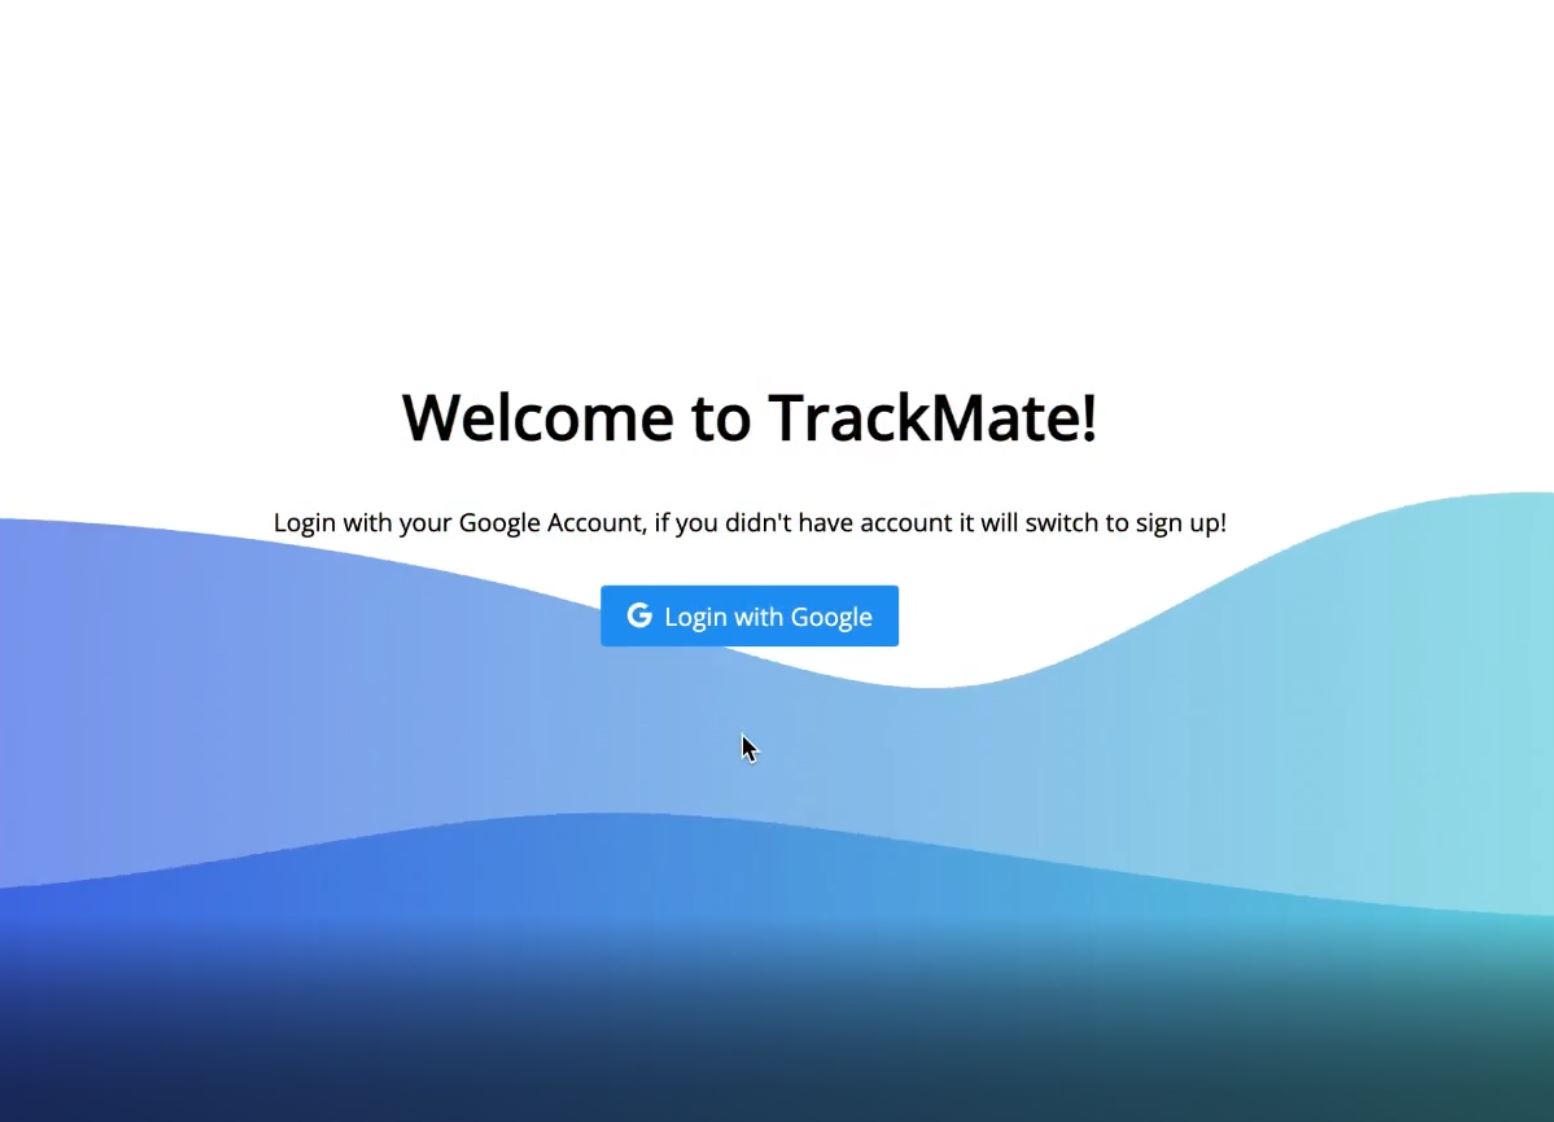 Welcome to TrackMate!
Login with your Google Account, if you didn't have account it will switch to sign up!
Login with Google